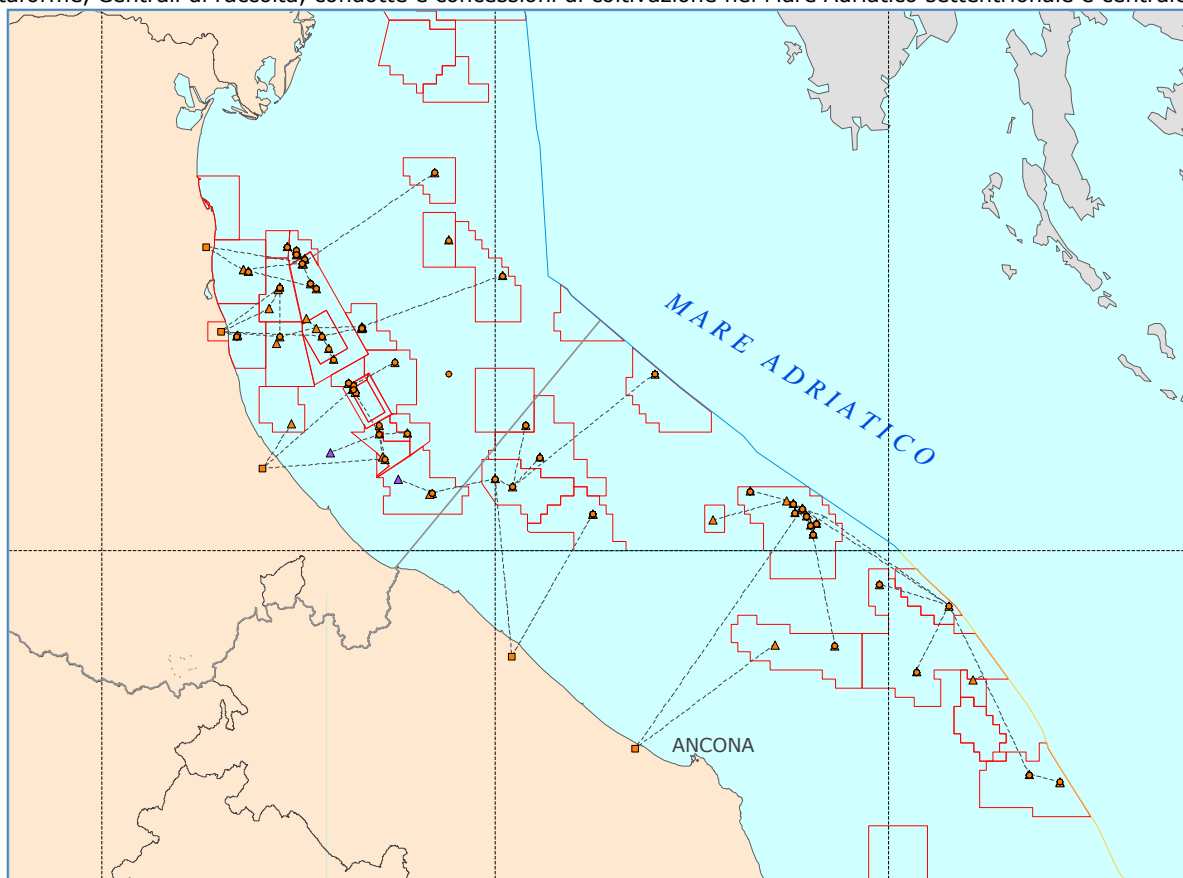 Centrali di raccolta, condotte e concessioni di coltivazione nel Mare Adriatico settentrionale e centrale
MARE ADRIATICO
ANCONA